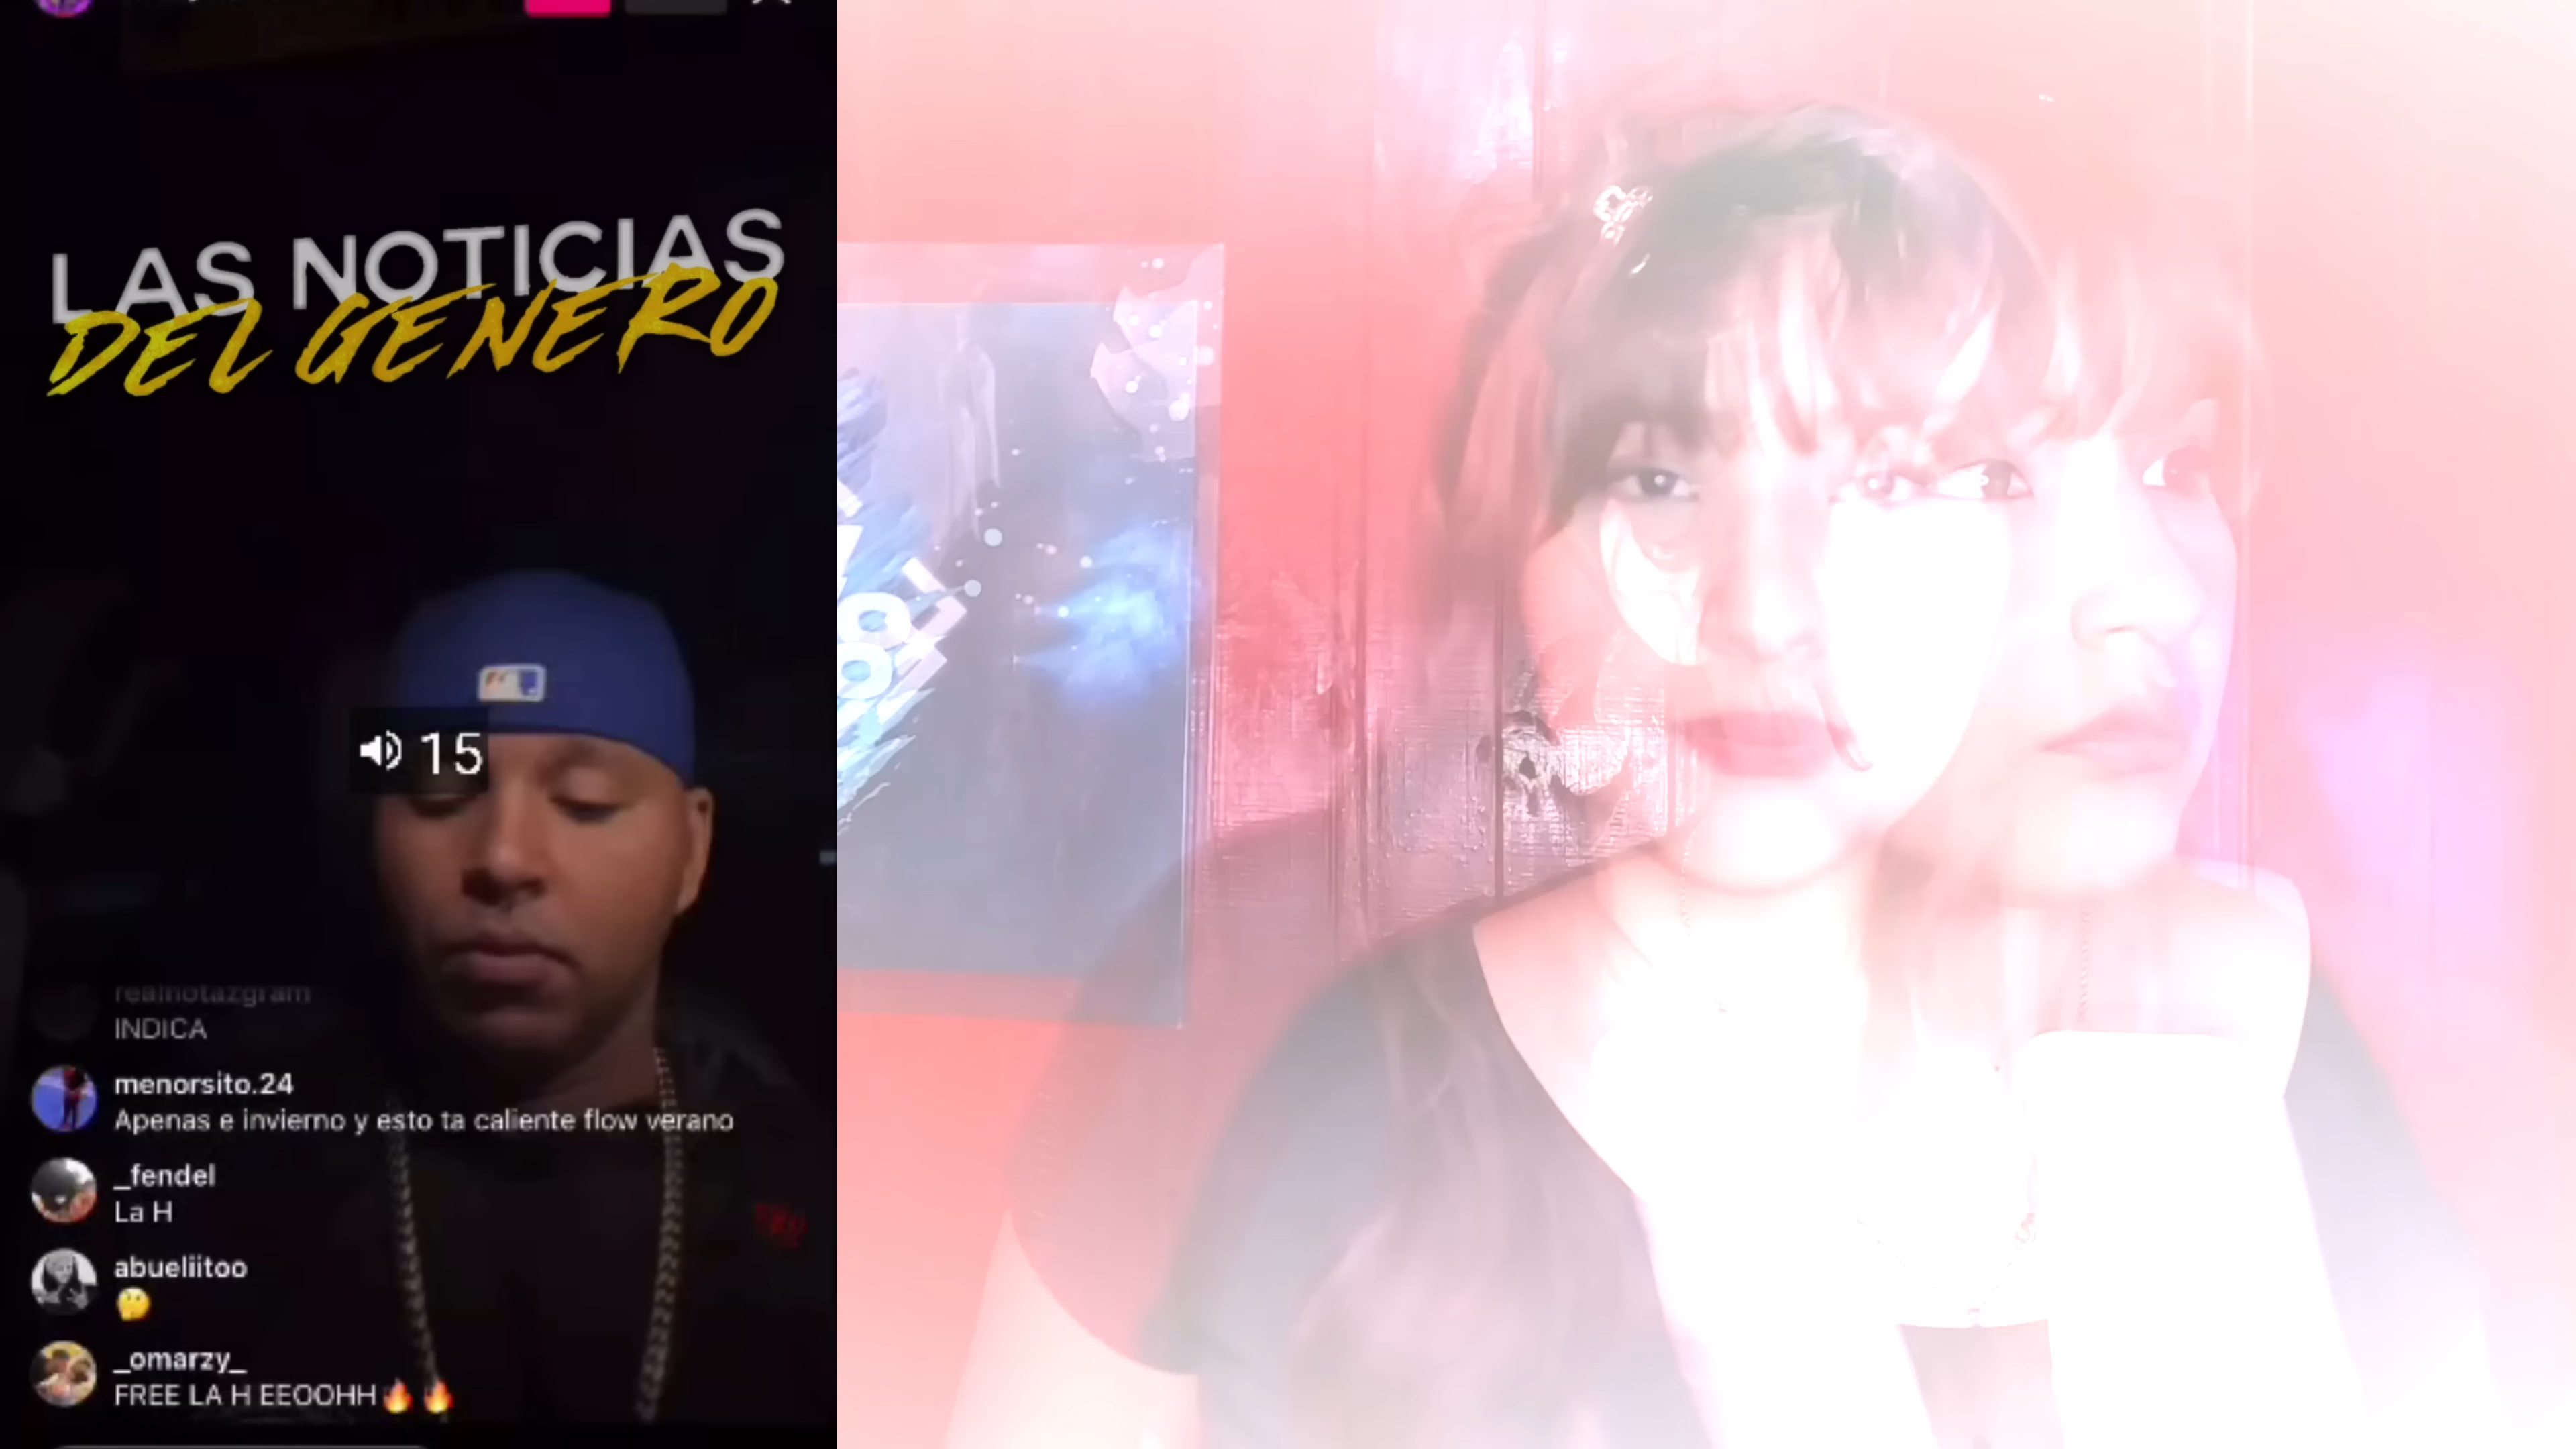 LAS NOTICIAS
DEL GENERO
15
realnotazgram
INDICA
menorsito.24
Apenas e invierno y esto ta caliente flow verano
_fendel
La H
abueliitoo
🤔
_omarzy_
FREE LA H EEOOHH🔥🔥